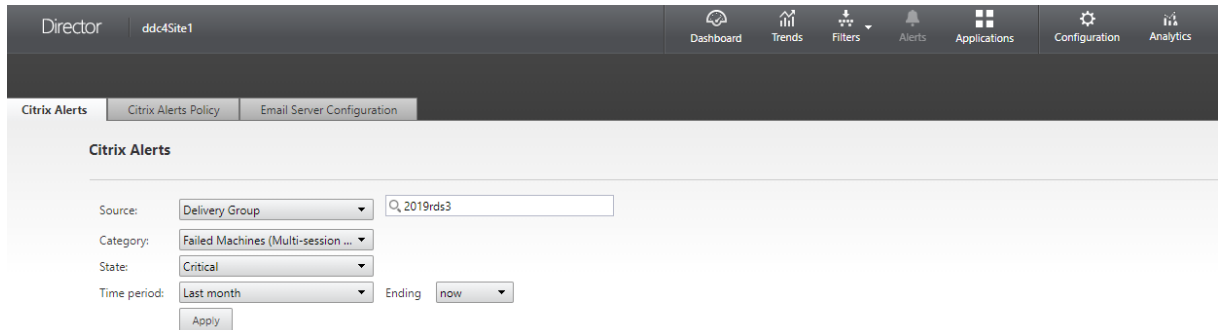 Director ddc4Site1 Dashboard Trends Filters Alerts Applications Configuration Analytics
Citrix Alerts Citrix Alerts Policy Email Server Configuration
Citrix Alerts
Source: Delivery Group 2019rds3
Category: Failed Machines (Multi-session ...
State: Critical
Time period: Last month Ending now
Apply